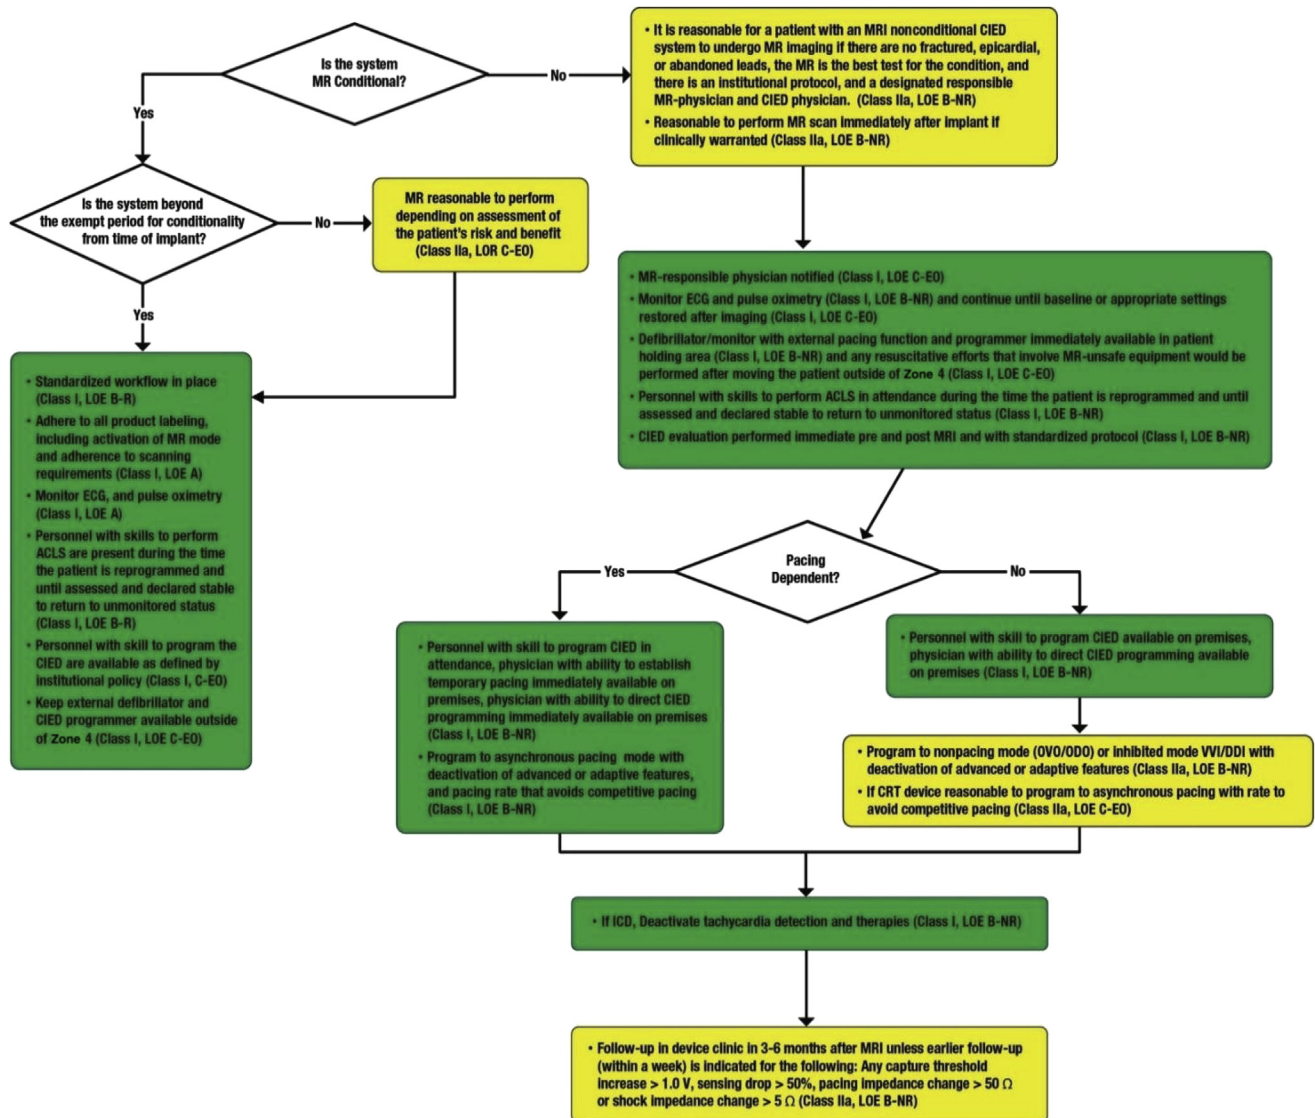 Is the system
MR Conditional?
No
Yes
• It is reasonable for a patient with an MRI nonconditional CIED
system to undergo MR imaging if there are no fractured, epicardial,
or abandoned leads, the MR is the best test for the condition, and
there is an institutional protocol, and a designated responsible
MR-physician and CIED physician. (Class IIa, LOE B-NR)
• Reasonable to perform MR scan immediately after implant if
clinically warranted (Class IIa, LOE B-NR)
Is the system beyond
the exempt period for conditionality
from time of implant?
No
Yes
MR reasonable to perform
depending on assessment of
the patient's risk and benefit
(Class IIa, LOR C-EO)
• Standardized workflow in place
(Class I, LOE B-R)
• Adhere to all product labeling,
including activation of MR mode
and adherence to scanning
requirements (Class I, LOE A)
• Monitor ECG, and pulse oximetry
(Class I, LOE A)
• Personnel with skills to perform
ACLS are present during the time
the patient is reprogrammed and
until assessed and declared stable
to return to unmonitored status
(Class I, LOE B-R)
• Personnel with skill to program the
CIED are available as defined by
institutional policy (Class I, C-EO)
• Keep external defibrillator and
CIED programmer available outside
of Zone 4 (Class I, LOE C-EO)
• MR-responsible physician notified (Class I, LOE C-EO)
• Monitor ECG and pulse oximetry (Class I, LOE B-NR) and continue until baseline or appropriate settings
restored after imaging (Class I, LOE C-EO)
• Defibrillator/monitor with external pacing function and programmer immediately available in patient
holding area (Class I, LOE B-NR) and any resuscitative efforts that involve MR-unsafe equipment would be
performed after moving the patient outside of Zone 4 (Class I, LOE C-EO)
• Personnel with skills to perform ACLS in attendance during the time the patient is reprogrammed and until
assessed and declared stable to return to unmonitored status (Class I, LOE B-NR)
• CIED evaluation performed immediate pre and post MRI and with standardized protocol (Class I, LOE B-NR)
Pacing
Dependent?
Yes
No
• Personnel with skill to program CIED in
attendance, physician with ability to establish
temporary pacing immediately available on
premises, physician with ability to direct CIED
programming immediately available on premises
(Class I, LOE B-NR)
• Program to asynchronous pacing mode with
deactivation of advanced or adaptive features,
and pacing rate that avoids competitive pacing
(Class I, LOE B-NR)
• Personnel with skill to program CIED available on premises,
physician with ability to direct CIED programming available
on premises (Class I, LOE B-NR)
• Program to nonpacing mode (OVO/ODO) or inhibited mode VVI/DDI with
deactivation of advanced or adaptive features (Class IIa, LOE B-NR)
• If CRT device reasonable to program to asynchronous pacing with rate to
avoid competitive pacing (Class IIa, LOE C-EO)
• If ICD, Deactivate tachycardia detection and therapies (Class I, LOE B-NR)
• Follow-up in device clinic in 3-6 months after MRI unless earlier follow-up
(within a week) is indicated for the following: Any capture threshold
increase > 1.0 V, sensing drop > 50%, pacing impedance change > 50 Ω
or shock impedance change > 5 Ω (Class IIa, LOE B-NR)